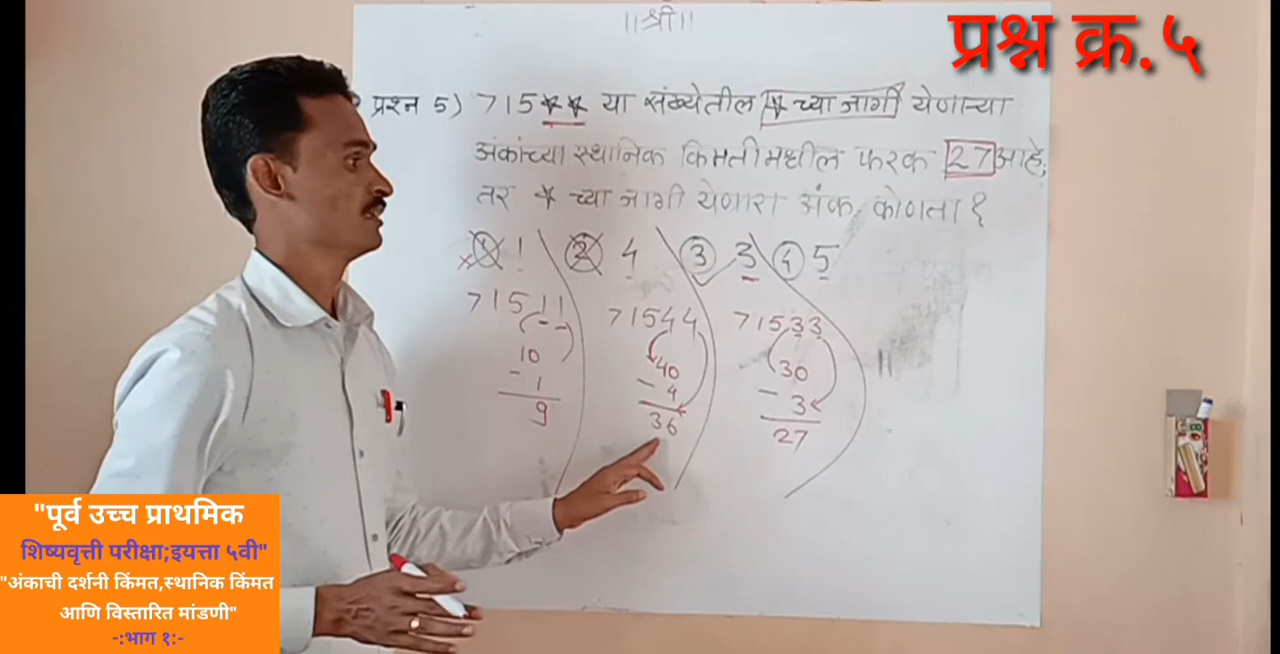 ॥श्री॥
प्रश्न क्र.५
प्रश्न 5) 715** या संख्येतील *च्या जागी येणाऱ्या
अंकांच्या स्थानिक किमतीमधील फरक 27 आहे;
तर * च्या जागी येणारा अंक कोणता?
① 1 ② 4 ③ 3 ④ 5
71511 71544 71533
10 40 30
- 1 - 4 - 3
9 36 27
"पूर्व उच्च प्राथमिक
शिष्यवृत्ती परीक्षा;इयत्ता ५वी"
"अंकाची दर्शनी किंमत,स्थानिक किंमत
आणि विस्तारित मांडणी"
-:भाग १:-